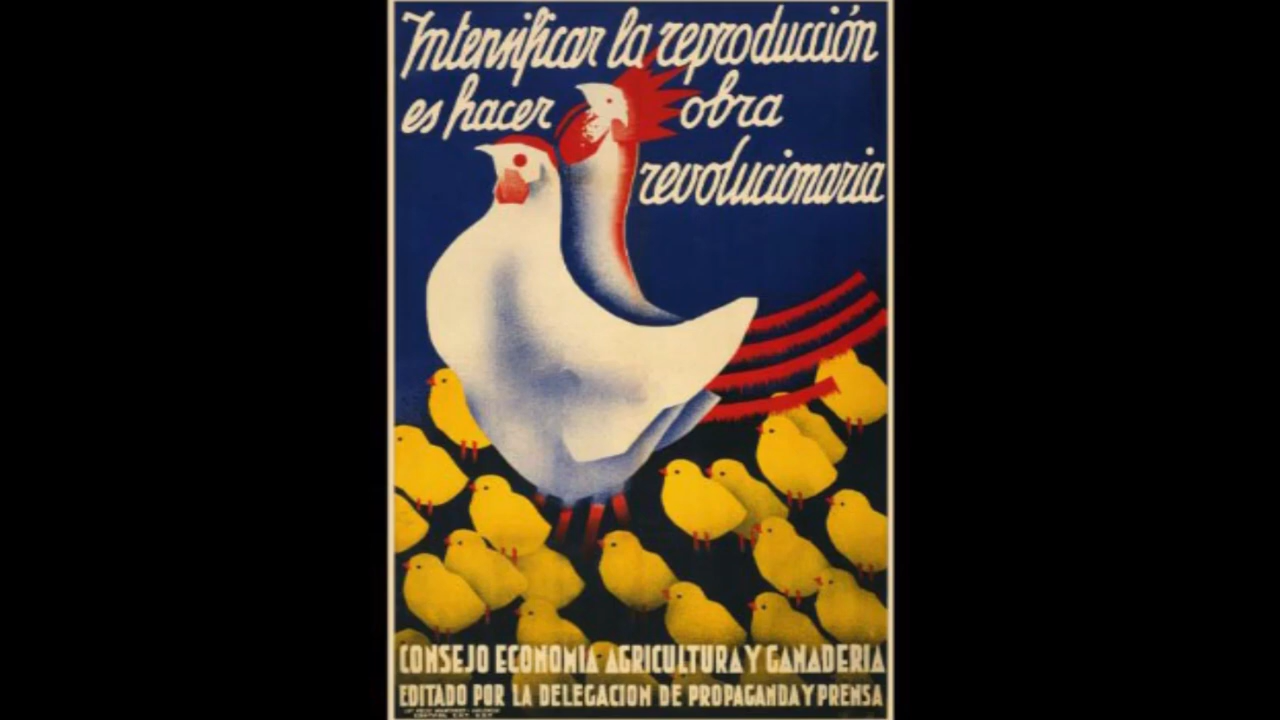 Intensificar la reproducción
es hacer obra
revolucionaria
CONSEJO ECONOMIA AGRICULTURA Y GANADERIA
EDITADO POR LA DELEGACION DE PROPAGANDA Y PRENSA